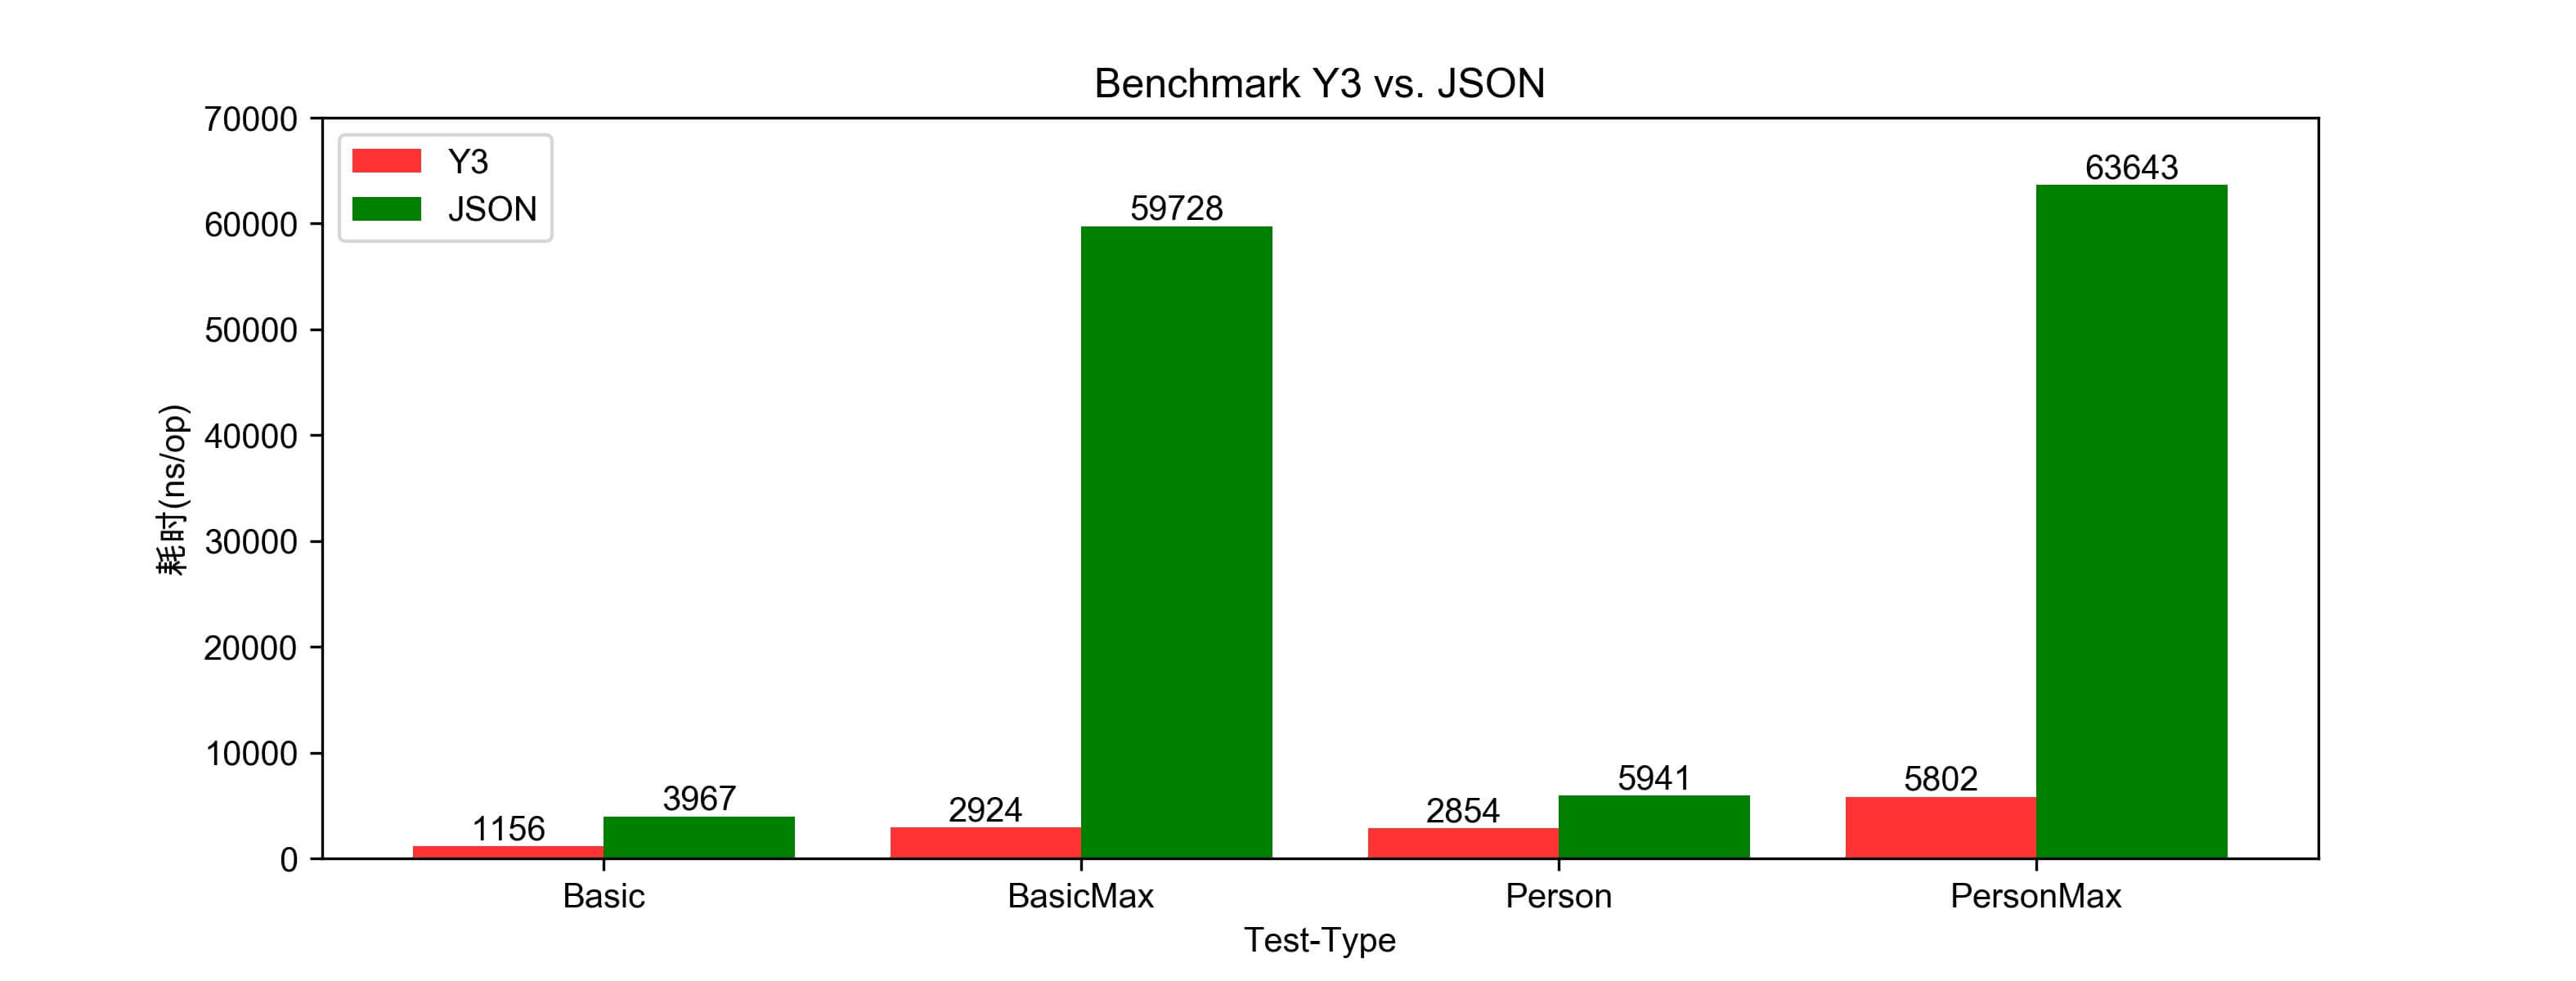 Benchmark Y3 vs. JSON
70000
60000
50000
40000
30000
20000
10000
0
耗时(ns/op)
Y3
JSON
1156
3967
2924
59728
2854
5941
5802
63643
Basic
BasicMax
Person
PersonMax
Test-Type